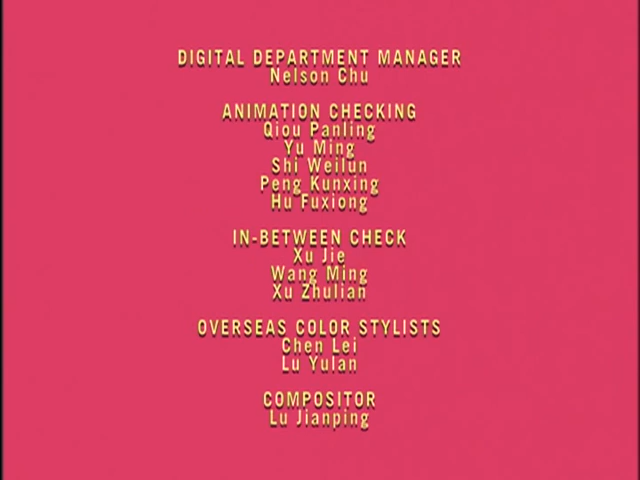 DIGITAL DEPARTMENT MANAGER
Nelson Chu
ANIMATION CHECKING
Qiou Panling
Yu Ming
Shi Weilun
Peng Kunxing
Hu Fuxiong
IN-BETWEEN CHECK
Xu Jie
Wang Ming
Xu Zhulian
OVERSEAS COLOR STYLISTS
Chen Lei
Lu Yulan
COMPOSITOR
Lu Jianping